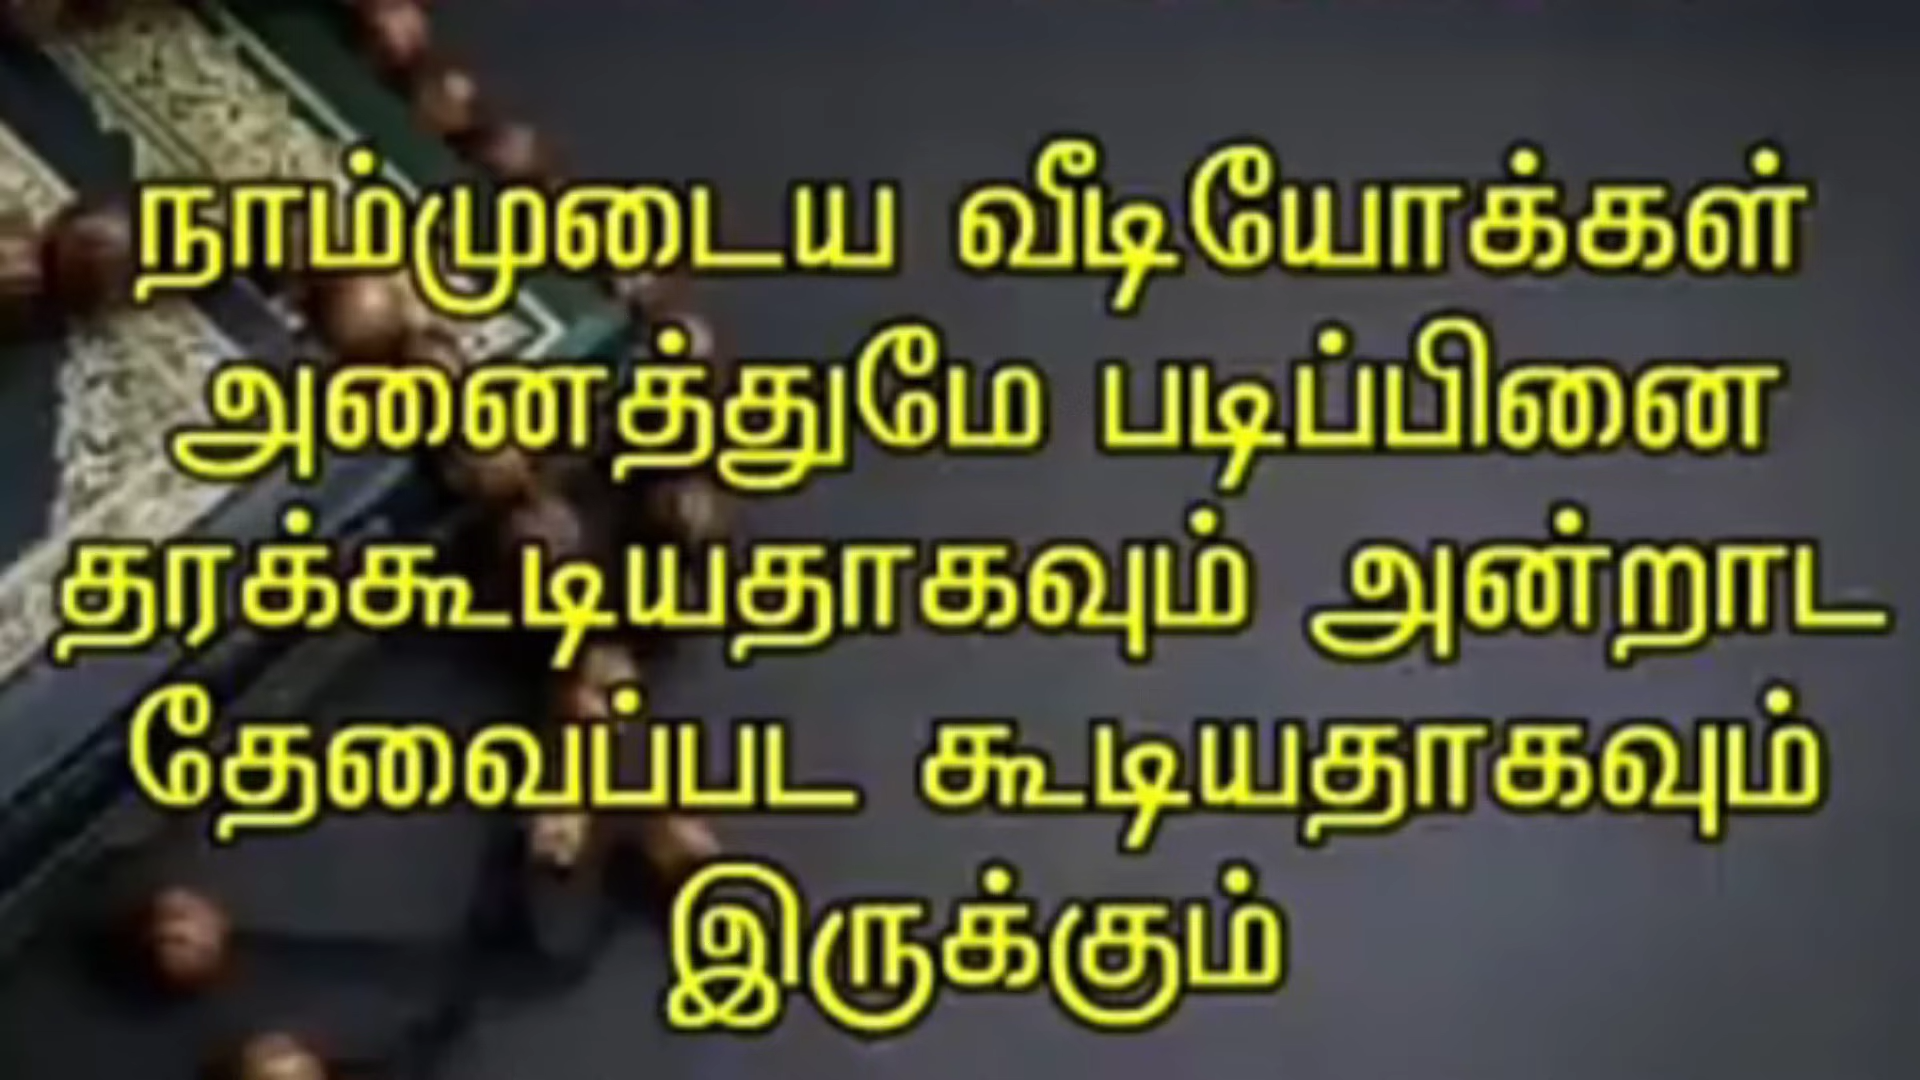 நாம்முடைய வீடியோக்கள்
அனைத்துமே படிப்பினை
தரக்கூடியதாகவும் அன்றாட
தேவைப்பட கூடியதாகவும்
இருக்கும்